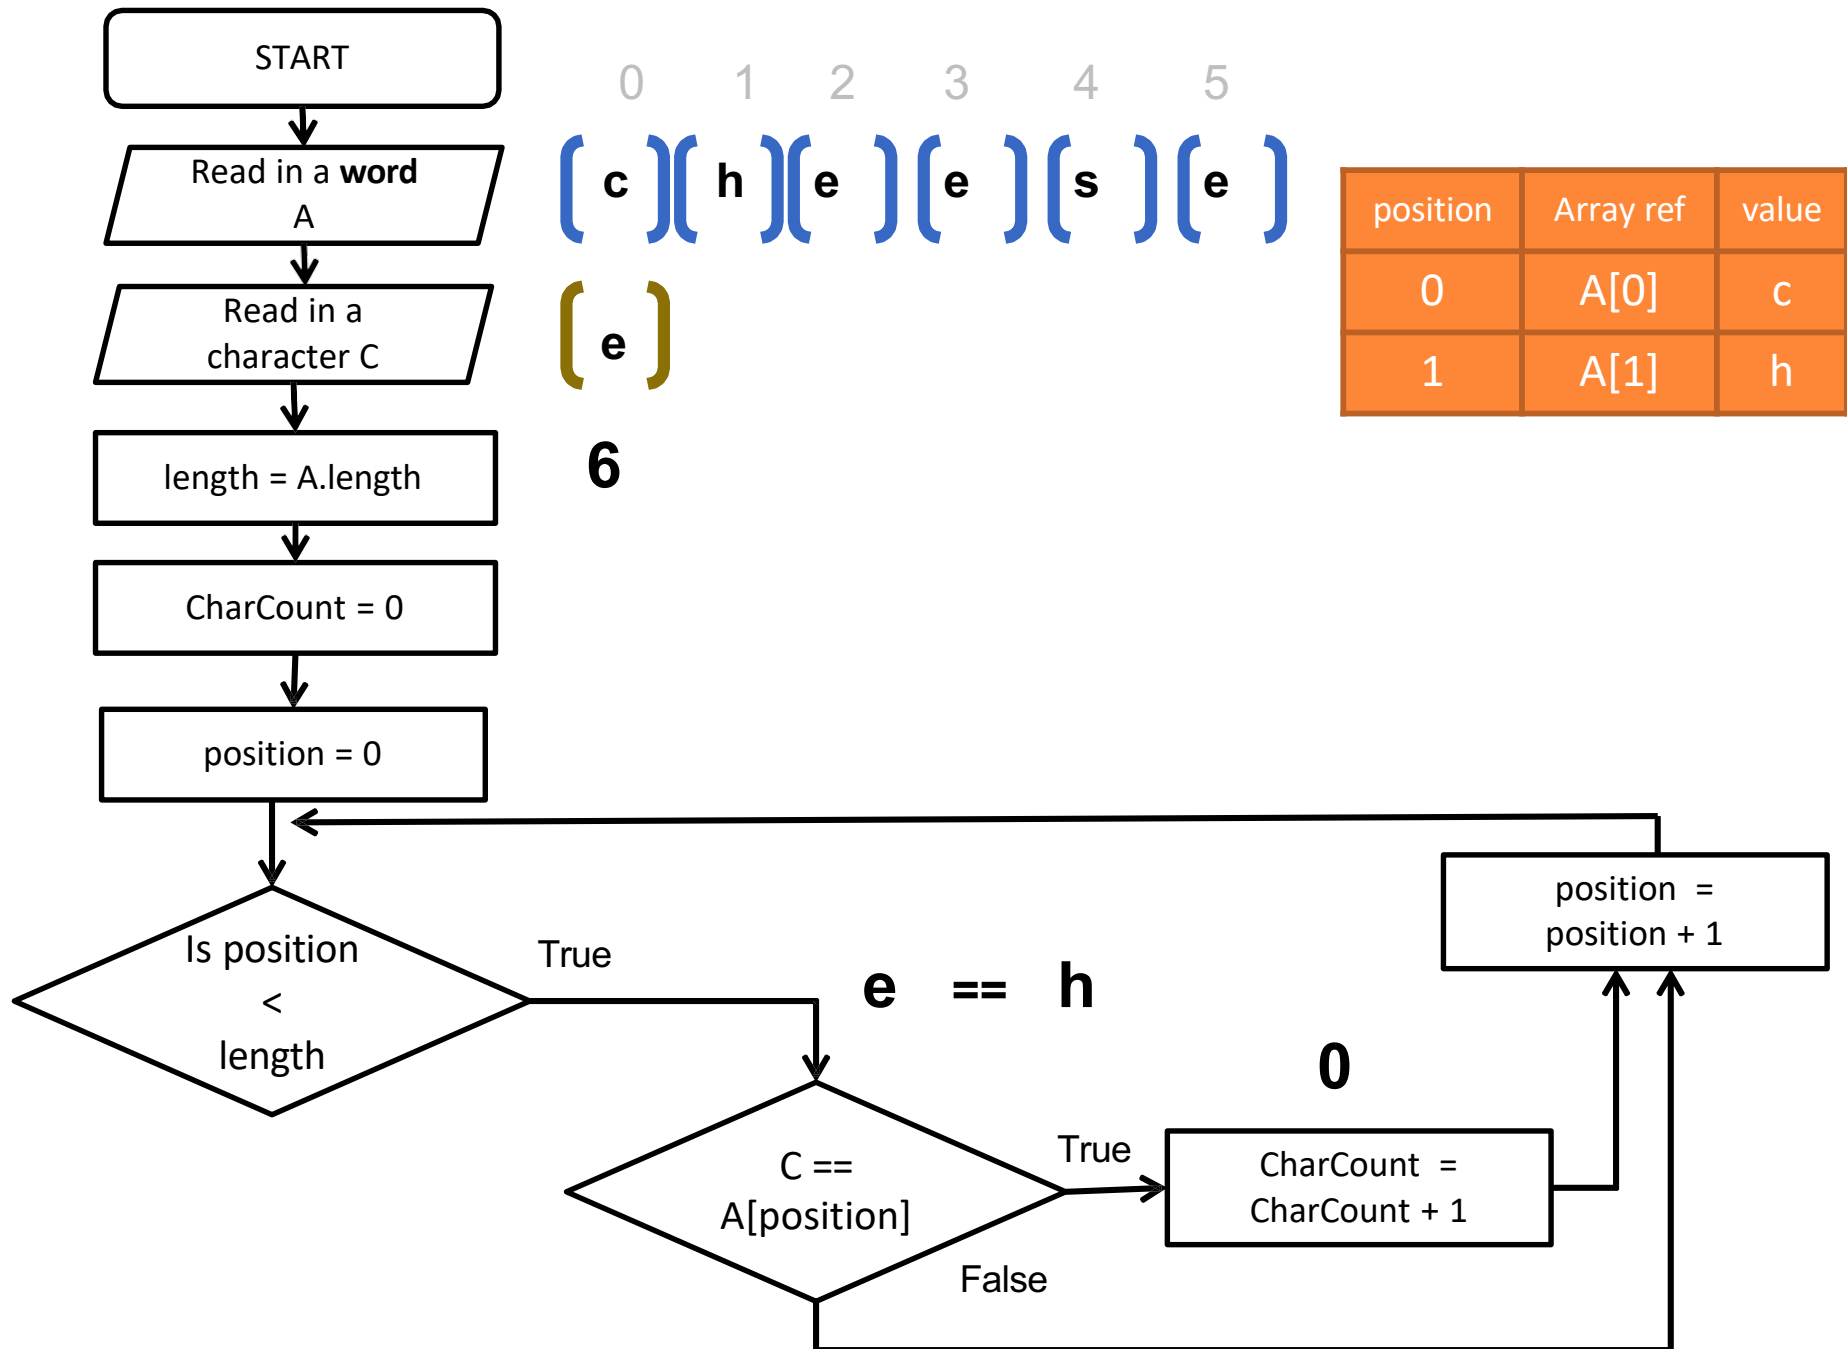 START
0 1 2 3 4 5
Read in a word
A
c h e e s e
position Array ref value
0 A[0] c
1 A[1] h
Read in a
character C
e
length = A.length
6
CharCount = 0
position = 0
position =
position + 1
Is position
<
length
True
e == h
0
C ==
A[position]
True
CharCount =
CharCount + 1
False